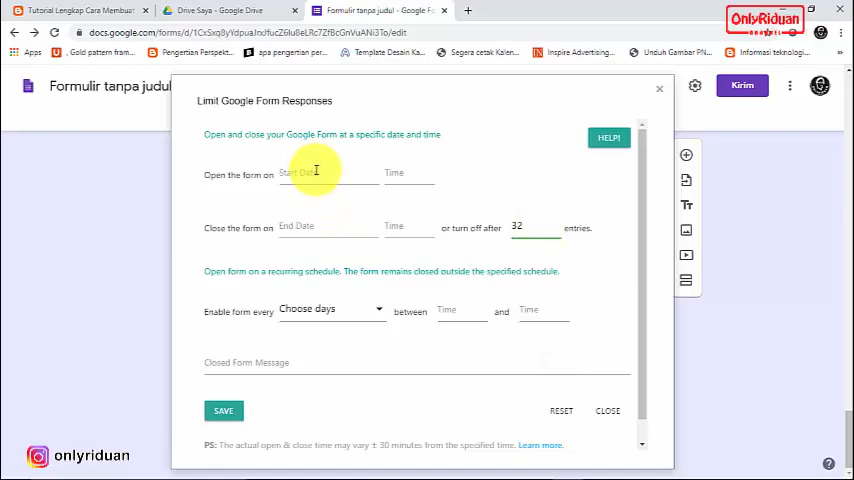 Tutorial Lengkap Cara Membuat
Drive Saya - Google Drive
Formulir tanpa judul - Google Fo
OnlyRiduan
docs.google.com/forms/d/1CxSxq8yYdpuaInxfucZ6Iu8eLRc7ZfBcGnVuANi3To/edit
Apps
, Gold pattern fram...
Pengertian Perspekt...
apa pengertian per...
Template Desain Ka...
Segera cetak Kalen...
Inspire Advertising...
Unduh Gambar PO...
Informasi teknologi...
Formulir tanpa judul
Kirim
Limit Google Form Responses
Open and close your Google Form at a specific date and time
HELP!
Open the form on Start Date Time
Close the form on End Date Time or turn off after 32 entries.
Open form on a recurring schedule. The form remains closed outside the specified schedule.
Enable form every Choose days between Time and Time
Closed Form Message
SAVE RESET CLOSE
PS: The actual open & close time may vary ± 30 minutes from the specified time. Learn more.
onlyriduan